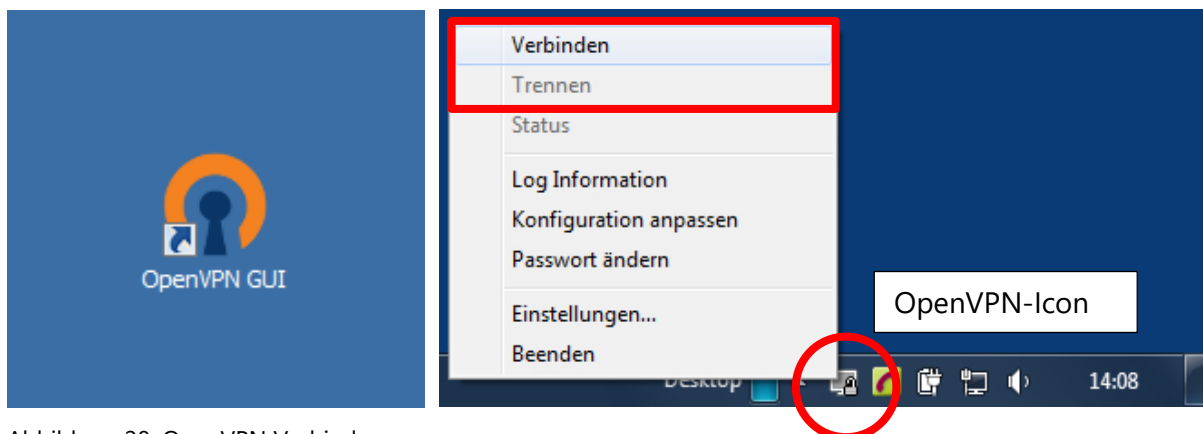 OpenVPN GUI
Verbinden
Trennen
Status
Log Information
Konfiguration anpassen
Passwort ändern
Einstellungen...
Beenden
OpenVPN-Icon
Desktop
14:08